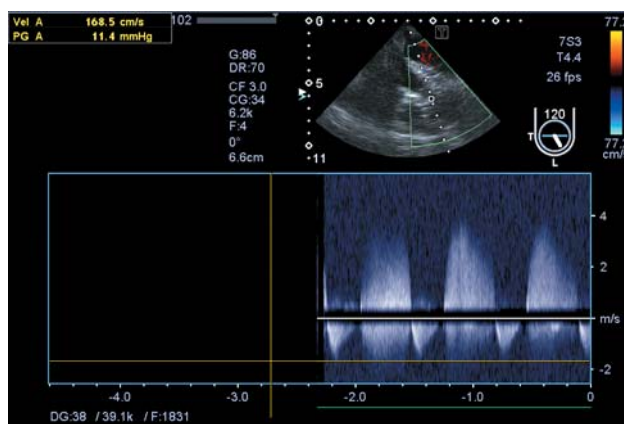 Vel A 168.5 cm/s
PG A 11.4 mmHg
102
G:86
DR:70
CF 3.0
CG:34
6.2k
F:4
0°
6.6cm
0
5
11
T
7S3
T4.4
26 fps
120
T
L
77.
77.
cm/s
4
2
m/s
-2
-4.0 -3.0 -2.0 -1.0 0
DG:38 / 39.1k / F:1831